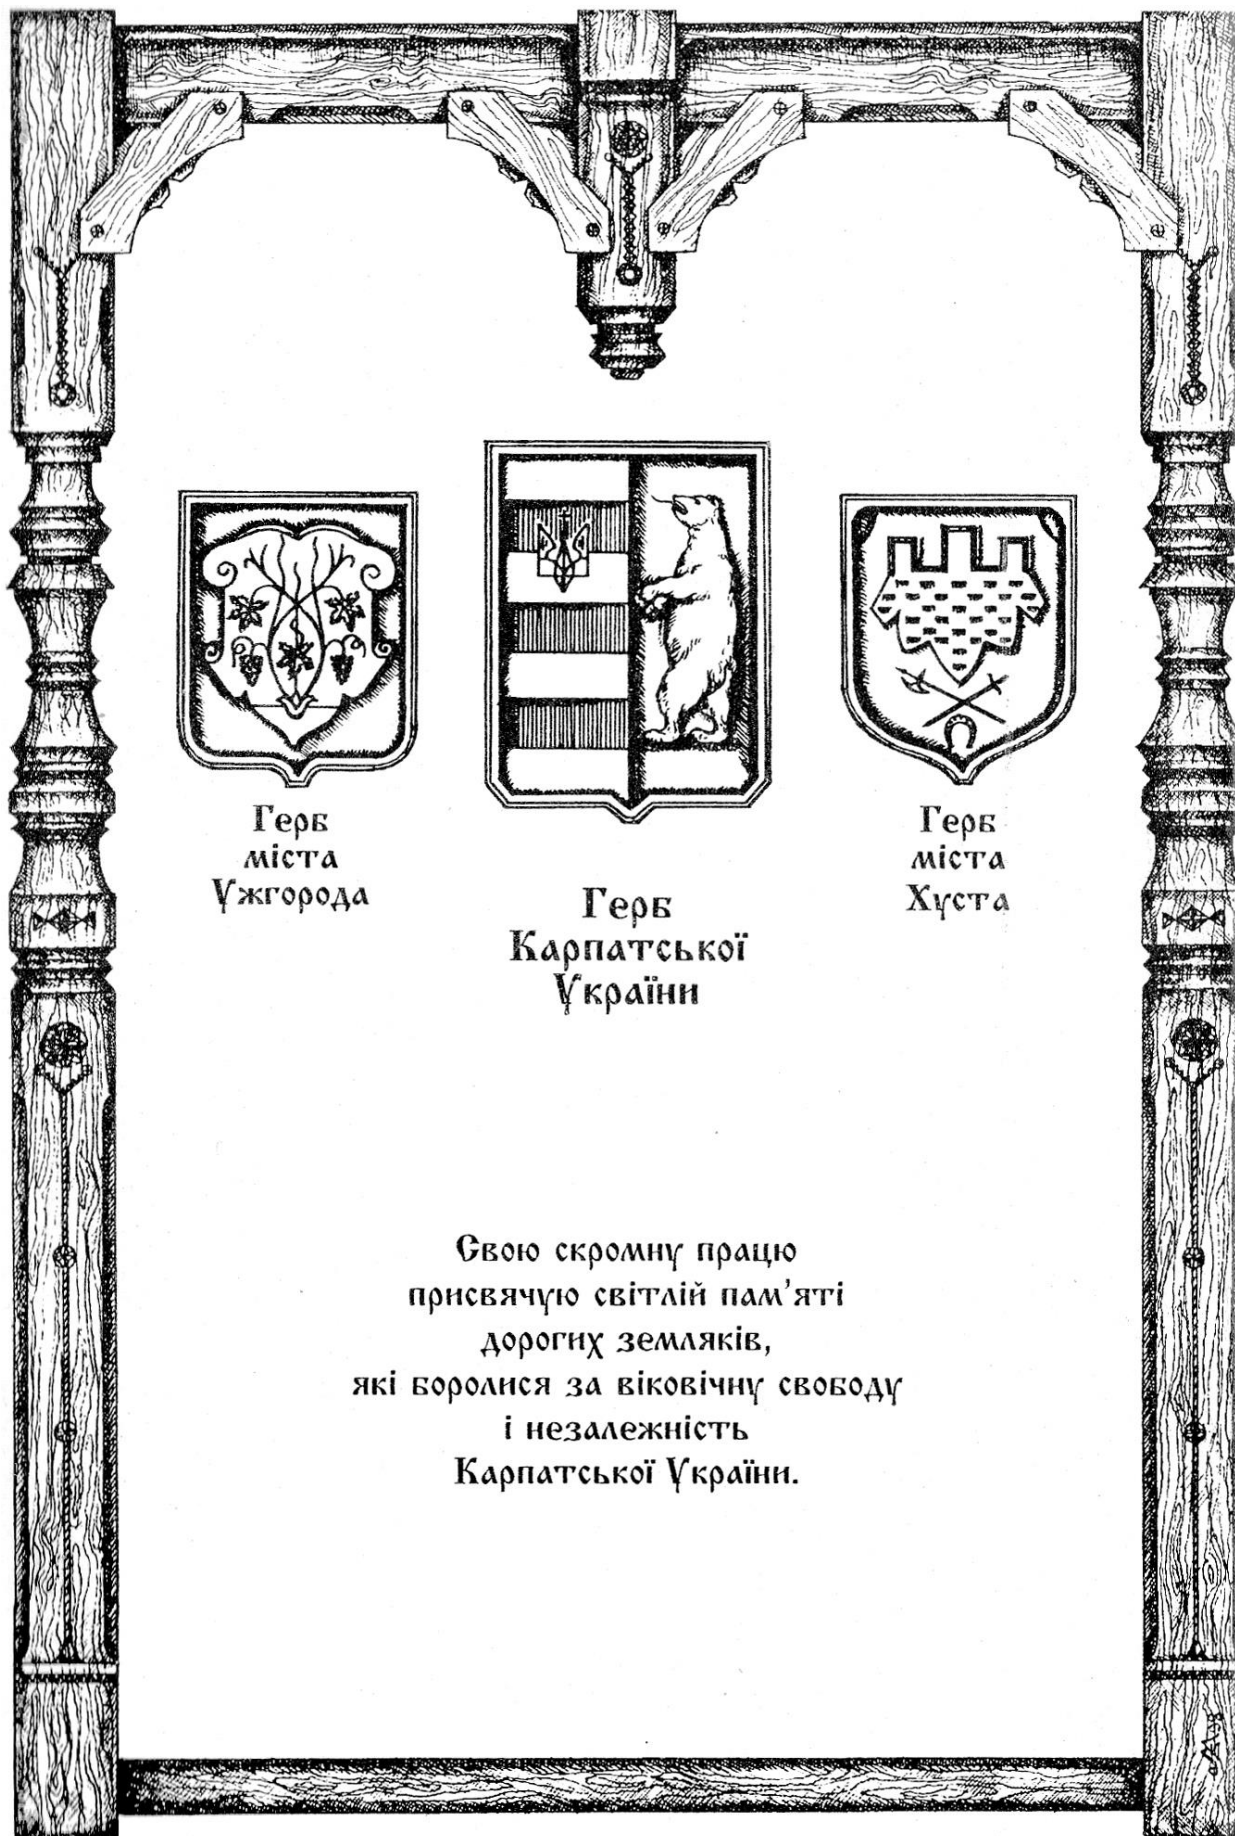 Герб
міста
Ужгорода
Герб
Карпатської
України
Герб
міста
Хуста
Свою скромну працю
присвячую світлій пам'яті
дорогих земляків,
які боролися за віковічну свободу
і незалежність
Карпатської України.